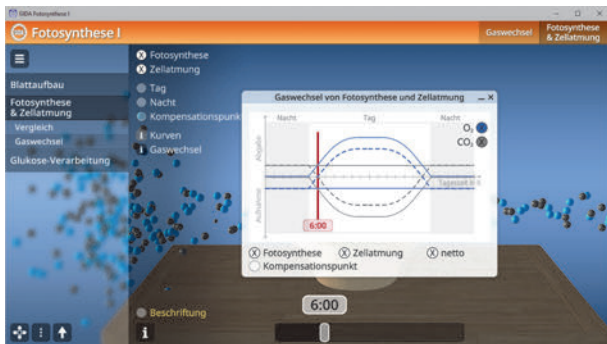 GIDA Fotosynthese I
Fotosynthese I
Gaswechsel
Fotosynthese
& Zellatmung
Blattaufbau
Fotosynthese
& Zellatmung
Vergleich
Gaswechsel
Glukose-Verarbeitung
Fotosynthese
Zellatmung
Tag
Nacht
Kompensationspunk
Kurven
Gaswechsel
Beschriftung
Gaswechsel von Fotosynthese und Zellatmung
Nacht Tag Nacht
O₂
CO₂
Abgabe
Aufnahme
Tageszeit in h
6:00
Fotosynthese Zellatmung netto
Kompensationspunkt
6:00